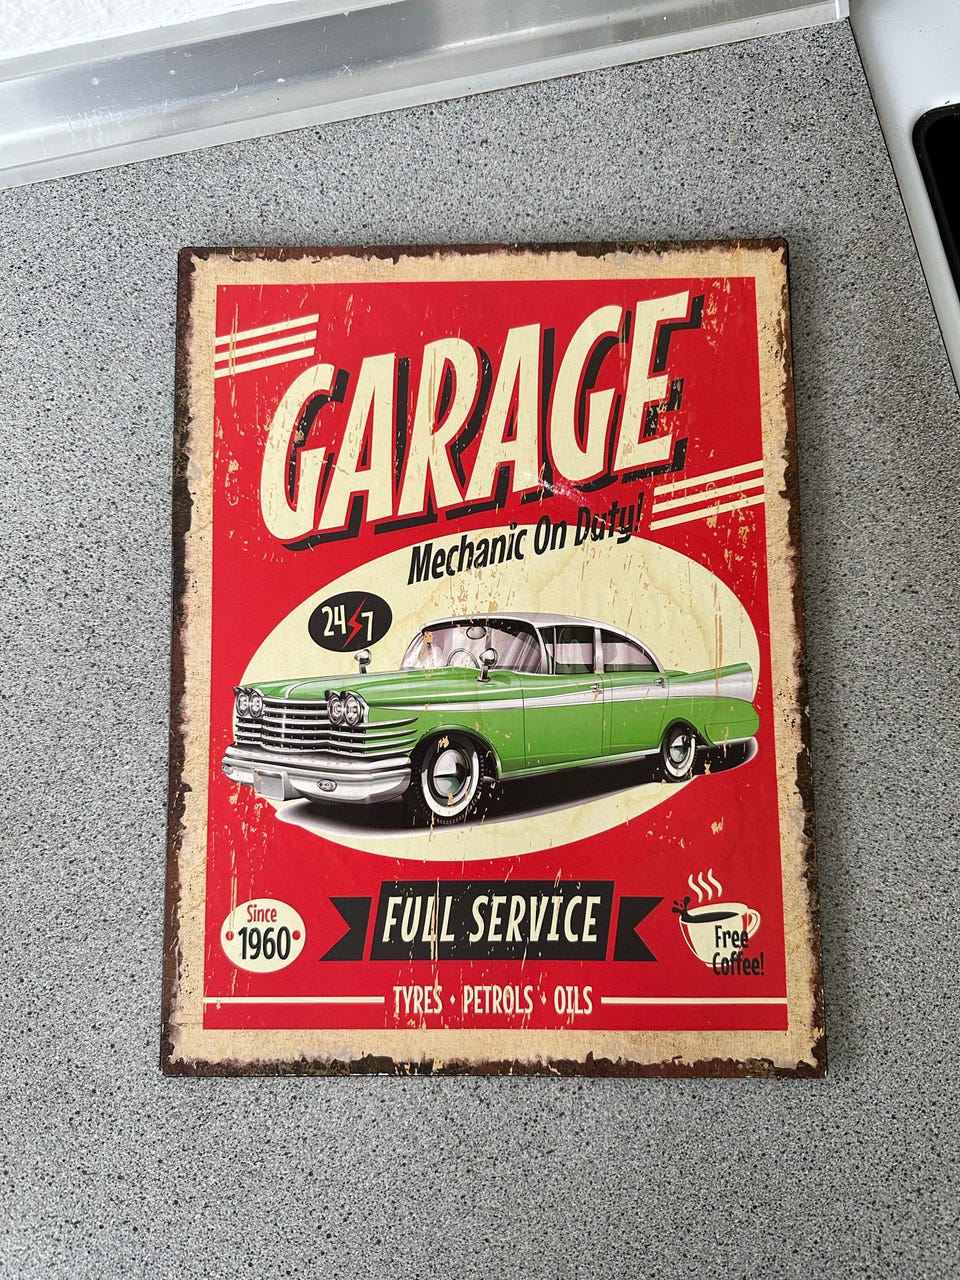 GARAGE
Mechanic On Duty!
24 7
FULL SERVICE
Since
1960
Free
Coffee!
TYRES · PETROLS · OILS